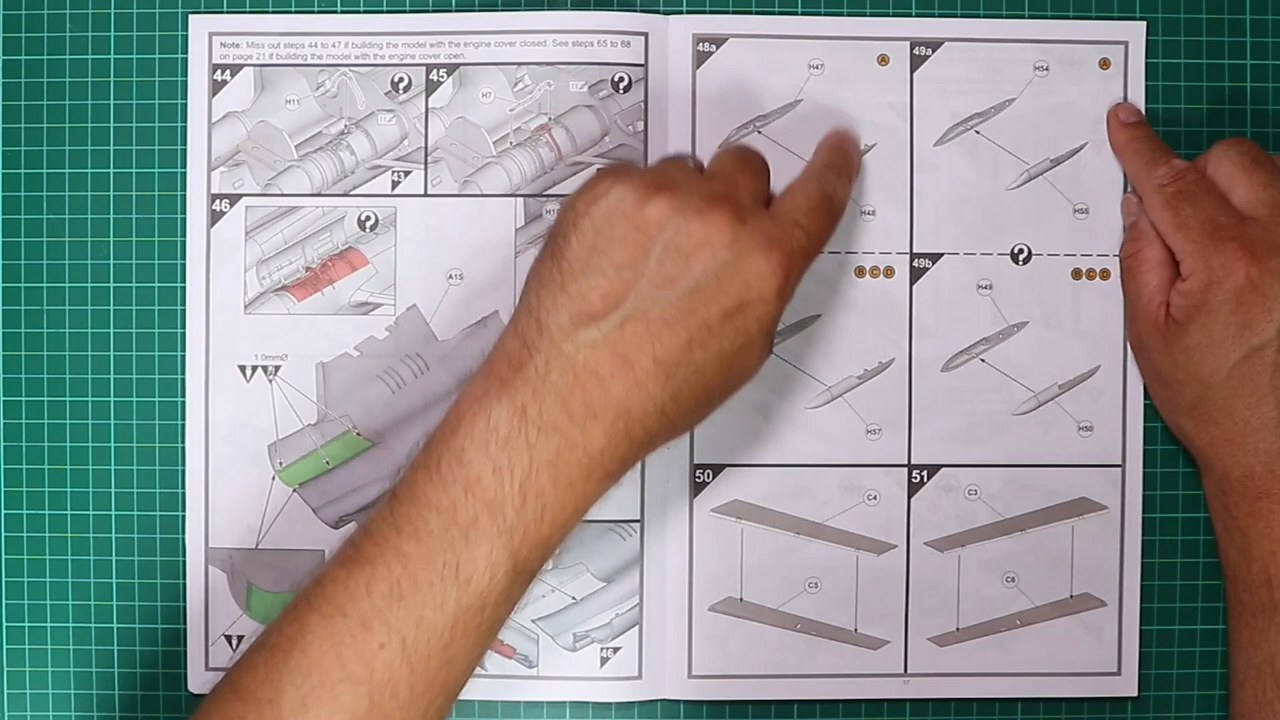 Note: Miss out steps 44 to 47 if building the model with the engine cover closed. See steps 65 to 68
on page 21 if building the model with the engine cover open.
44
H11
?
43
45
H7
?
46
?
A15
1.0mmØ
46
48a
H47
A
H48
49a
H54
A
H55
?
B C D
H57
49b
B C D
H49
H50
50
C4
C5
51
C3
C6
17